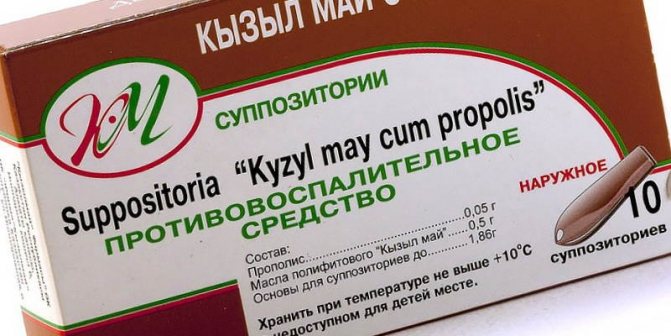 КЫЗЫЛ МАЙ С
КМ
СУППОЗИТОРИИ
Suppositoria "Kyzyl may cum propolis"
ПРОТИВОВОСПАЛИТЕЛЬНОЕ
СРЕДСТВО
НАРУЖНОЕ
10
суппозиториев
Состав:
Прополис 0,05 г
Масла полифитового "Кызыл май" 0,5 г
Основы для суппозиториев до 1,86г
Хранить при температуре не выше +10°С
недоступном для детей месте.